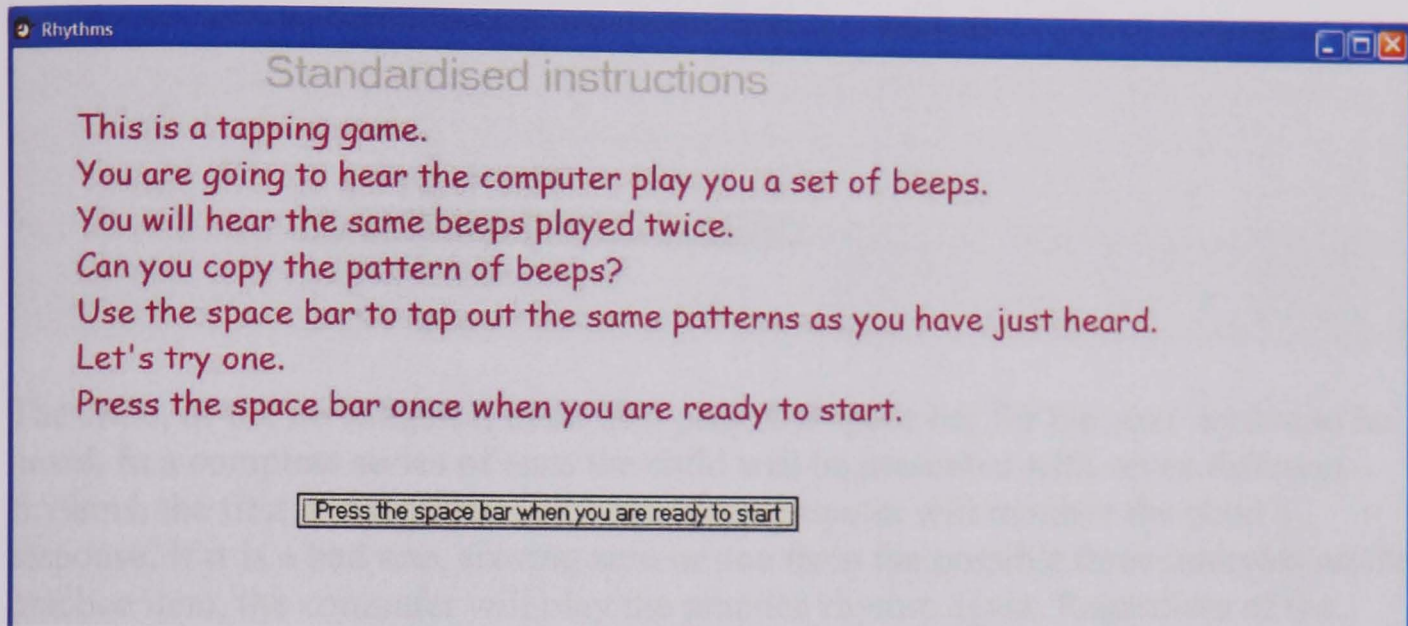 Rhythms
Standardised instructions
This is a tapping game.
You are going to hear the computer play you a set of beeps.
You will hear the same beeps played twice.
Can you copy the pattern of beeps?
Use the space bar to tap out the same patterns as you have just heard.
Let's try one.
Press the space bar once when you are ready to start.
Press the space bar when you are ready to start